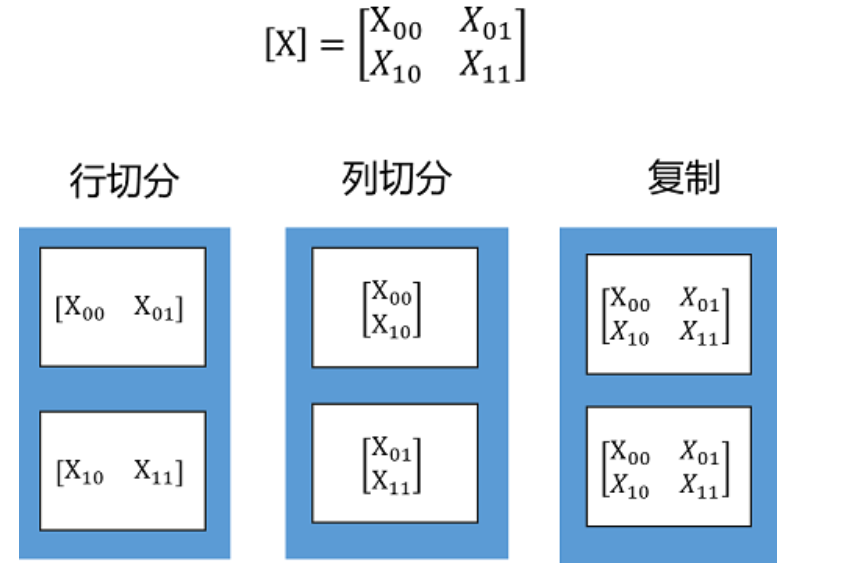 [X] = [X₀₀ X₀₁
X₁₀ X₁₁]
行切分 列切分 复制
[X₀₀ X₀₁]
[X₁₀ X₁₁]
[X₀₀
X₁₀]
[X₀₁
X₁₁]
[X₀₀ X₀₁
X₁₀ X₁₁]
[X₀₀ X₀₁
X₁₀ X₁₁]